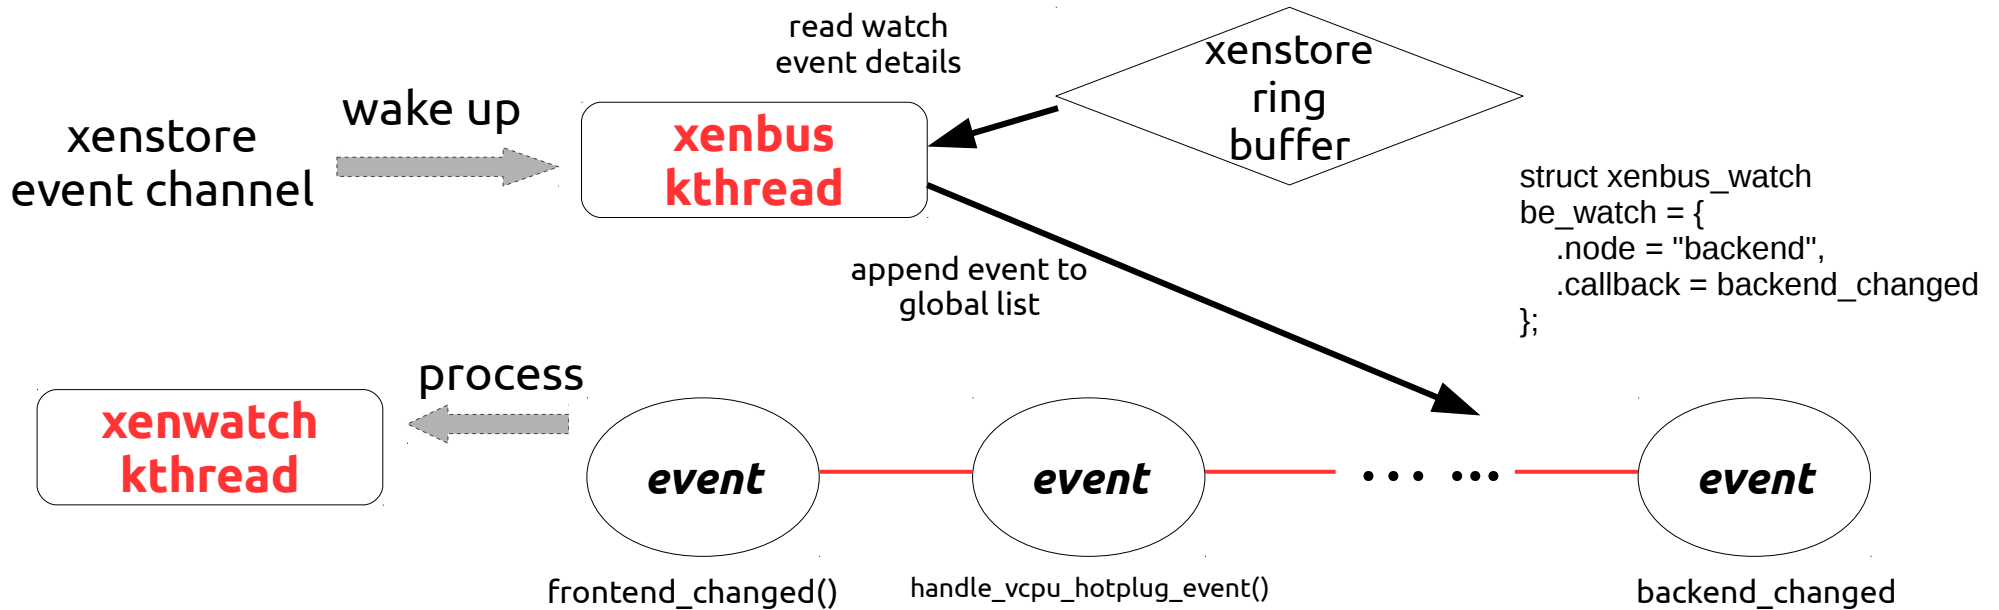 read watch
event details
xenstore
ring
buffer
wake up
xenstore
event channel
xenbus
kthread
struct xenbus_watch
be_watch = {
.node = "backend",
.callback = backend_changed
};
append event to
global list
process
xenwatch
kthread
event
event
... ...
event
frontend_changed()
handle_vcpu_hotplug_event()
backend_changed